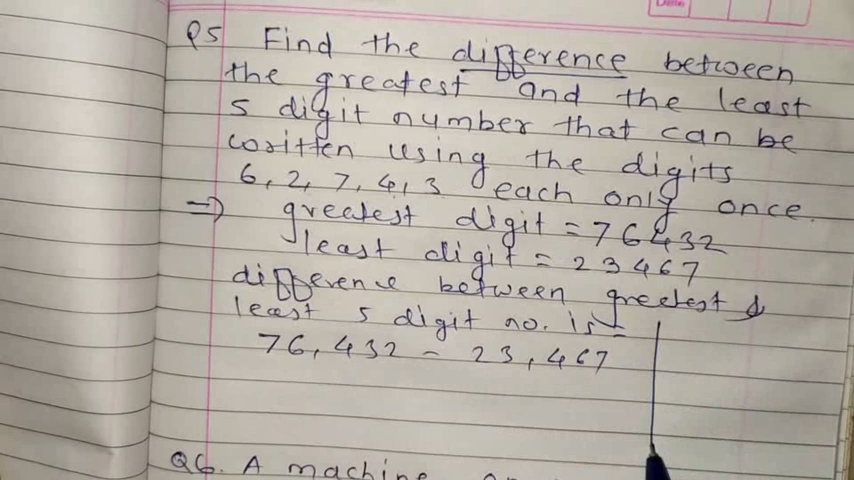 Date
Q5 Find the difference between
the greatest and the least
5 digit number that can be
written using the digits
6, 2, 7, 4, 3 each only once.
=> greatest digit = 76432
least digit = 23467
difference between greatest &
least 5 digit no. is -
76,432 - 23,467
Q6. A machine, on